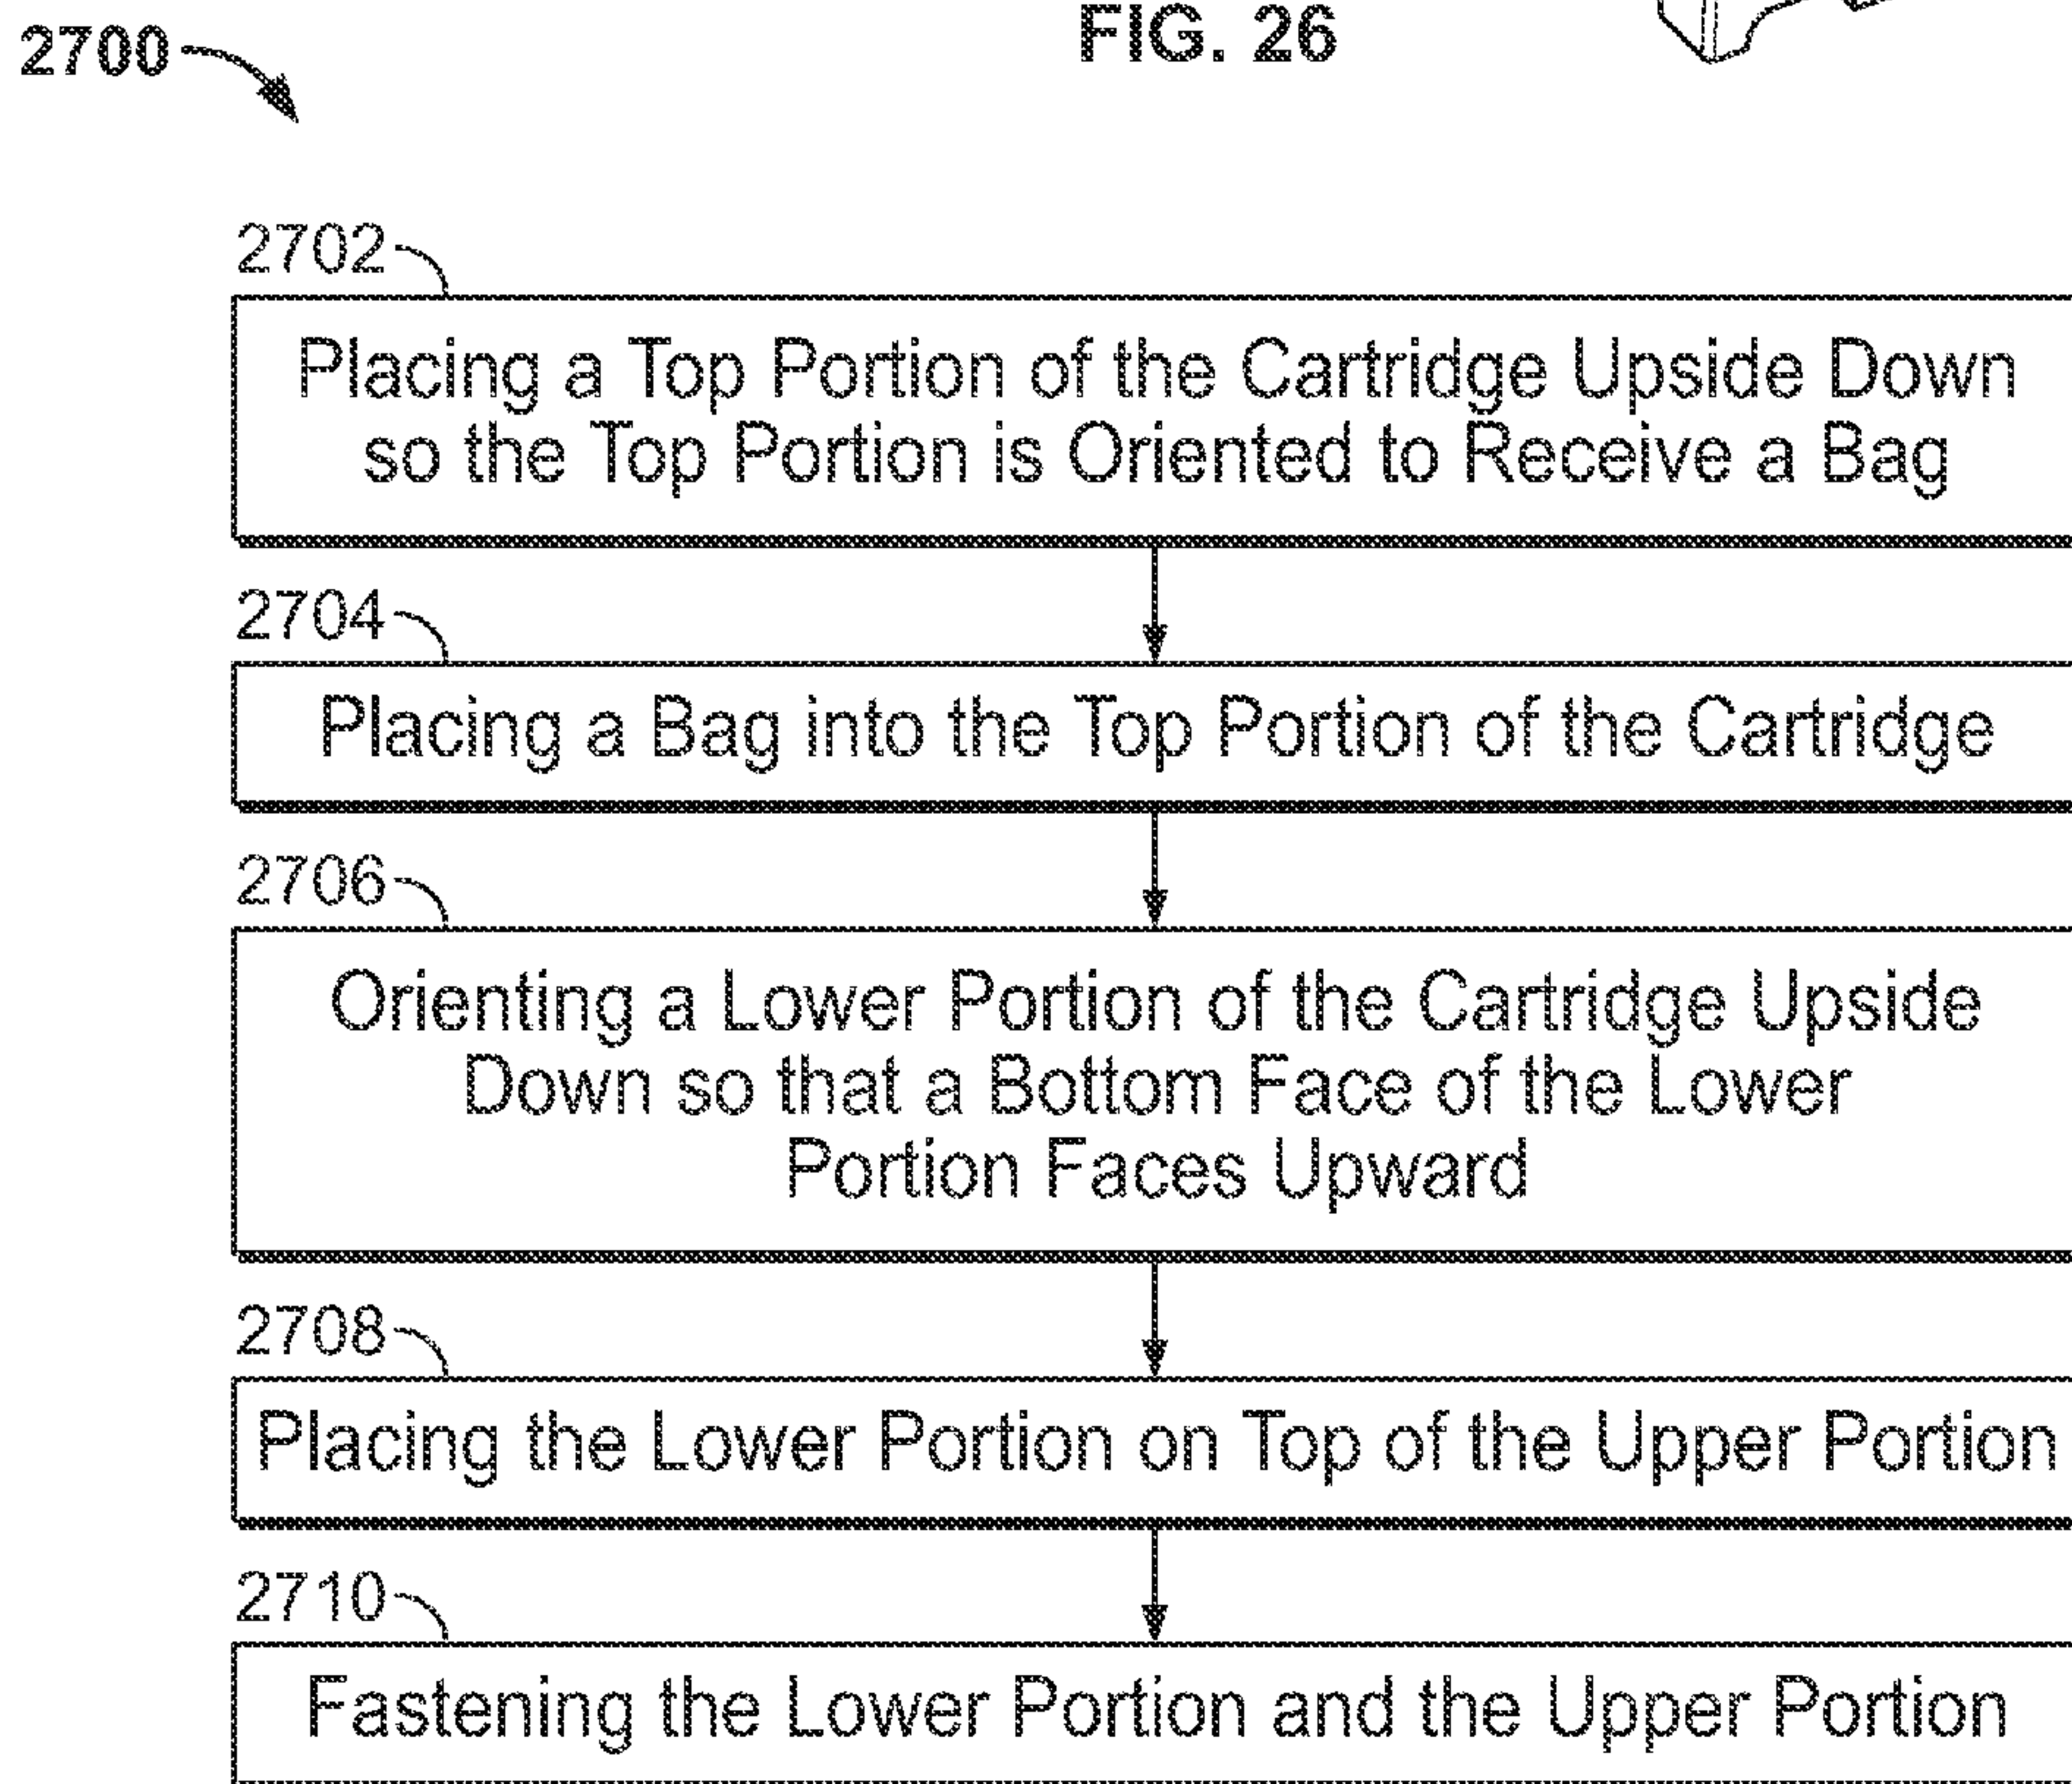 FIG. 26
2700
2702
Placing a Top Portion of the Cartridge Upside Down
so the Top Portion is Oriented to Receive a Bag
2704
Placing a Bag into the Top Portion of the Cartridge
2706
Orienting a Lower Portion of the Cartridge Upside
Down so that a Bottom Face of the Lower
Portion Faces Upward
2708
Placing the Lower Portion on Top of the Upper Portion
2710
Fastening the Lower Portion and the Upper Portion